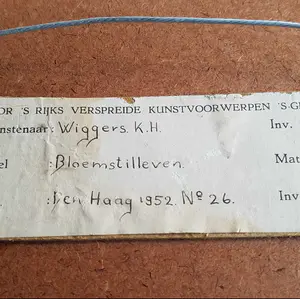 OR 'S RIJKS VERSPREIDE KUNSTVOORWERPEN 'S-G
nstenaar: Wiggers K.H. Inv.
el : Bloemstilleven. Mat
: Den Haag 1952. No 26. Inv